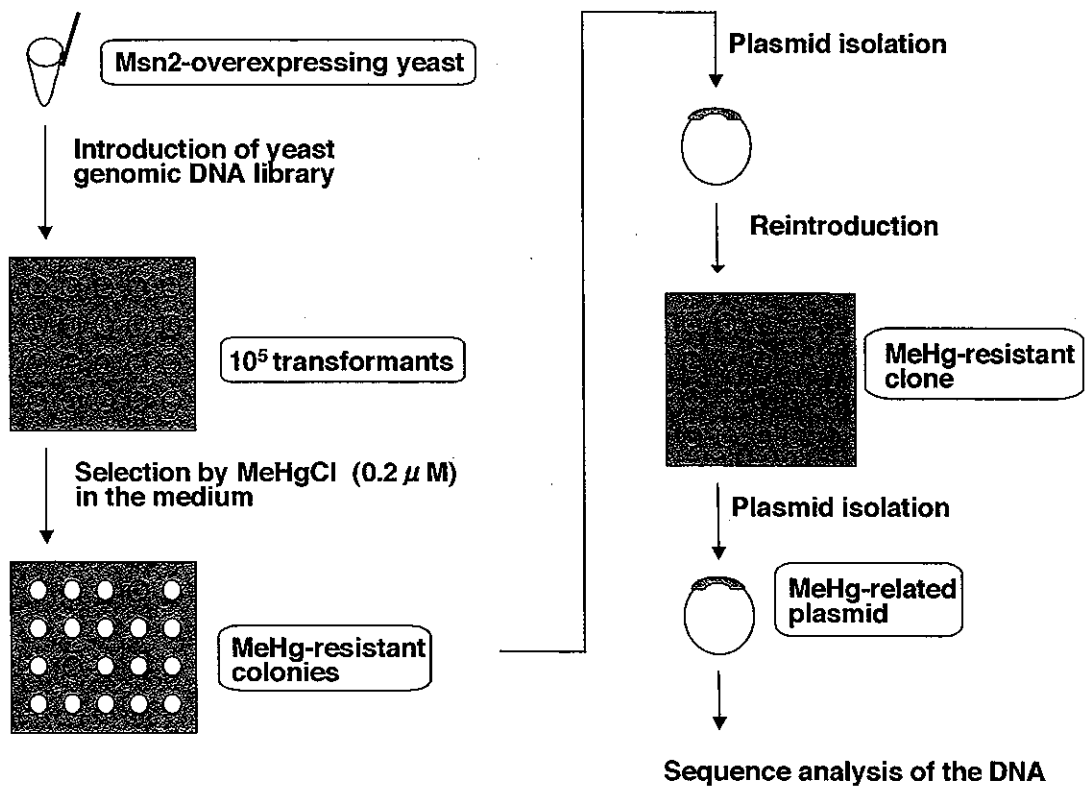 Msn2-overexpressing yeast
Introduction of yeast
genomic DNA library
10⁵ transformants
Selection by MeHgCl (0.2 μ M)
in the medium
MeHg-resistant
colonies
Plasmid isolation
Reintroduction
MeHg-resistant
clone
Plasmid isolation
MeHg-related
plasmid
Sequence analysis of the DNA